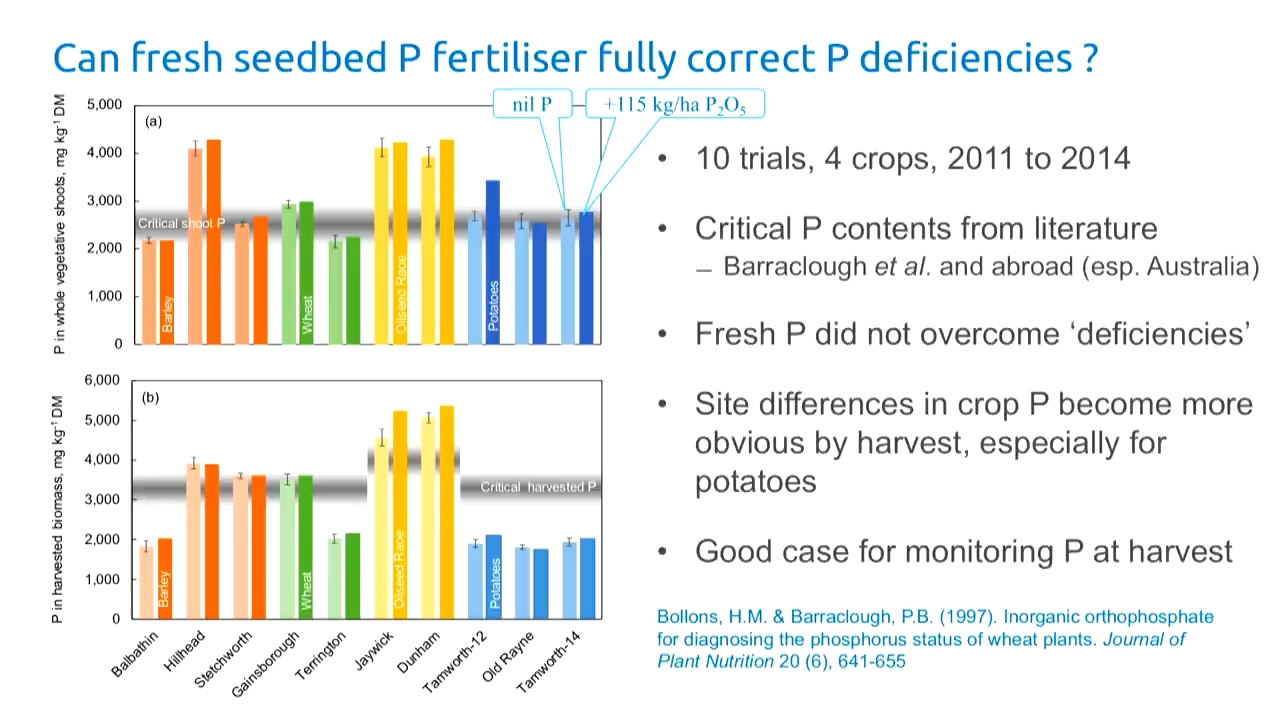 Can fresh seedbed P fertiliser fully correct P deficiencies ?
P in whole vegetative shoots, mg kg-1 DM
5,000
4,000
3,000
2,000
1,000
0
(a)
nil P
+115 kg/ha P2O5
Critical shoot P
Barley
Wheat
Oilseed Race
Potatoes
P in harvested biomass, mg kg-1 DM
6,000
5,000
4,000
3,000
2,000
1,000
0
(b)
Critical harvested P
Barley
Wheat
Oilseed Race
Potatoes
Balbathin
Hillhead
Stetchworth
Gainsborough
Terrington
Jaywick
Dunham
Tamworth-12
Old Rayne
Tamworth-14
• 10 trials, 4 crops, 2011 to 2014
• Critical P contents from literature
– Barraclough et al. and abroad (esp. Australia)
• Fresh P did not overcome ‘deficiencies’
• Site differences in crop P become more
obvious by harvest, especially for
potatoes
• Good case for monitoring P at harvest
Bollons, H.M. & Barraclough, P.B. (1997). Inorganic orthophosphate
for diagnosing the phosphorus status of wheat plants. Journal of
Plant Nutrition 20 (6), 641-655